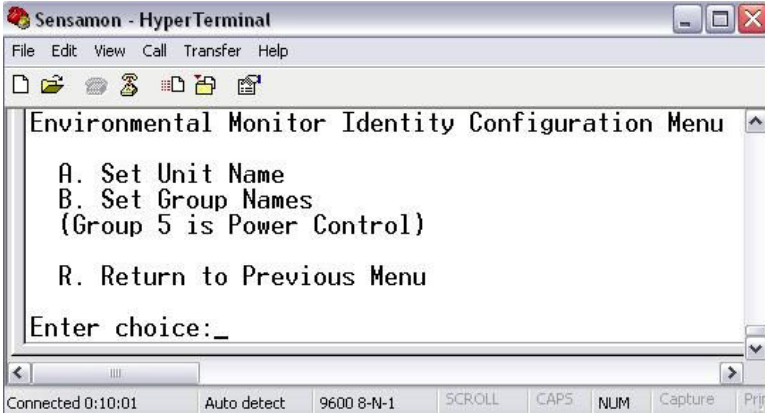 Sensamon - HyperTerminal
File Edit View Call Transfer Help
Environmental Monitor Identity Configuration Menu
A. Set Unit Name
B. Set Group Names
(Group 5 is Power Control)
R. Return to Previous Menu
Enter choice:_
Connected 0:10:01 Auto detect 9600 8-N-1 SCROLL CAPS NUM Capture